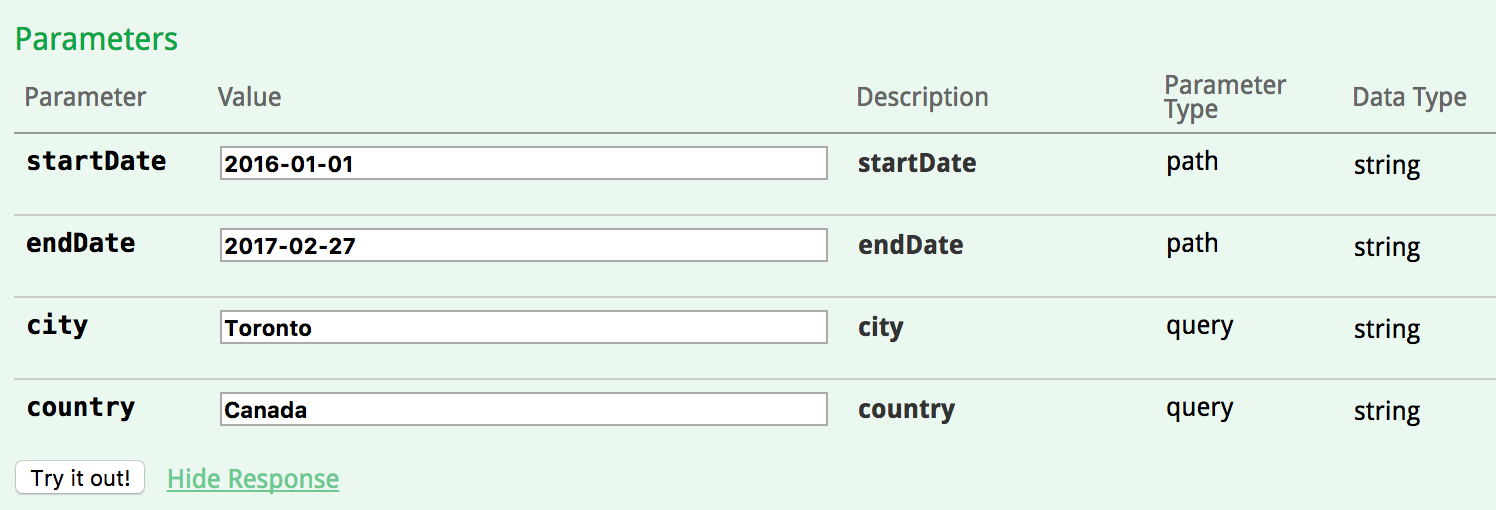 Parameters
Parameter Value Description Parameter Type Data Type
startDate 2016-01-01 startDate path string
endDate 2017-02-27 endDate path string
city Toronto city query string
country Canada country query string
Try it out! Hide Response